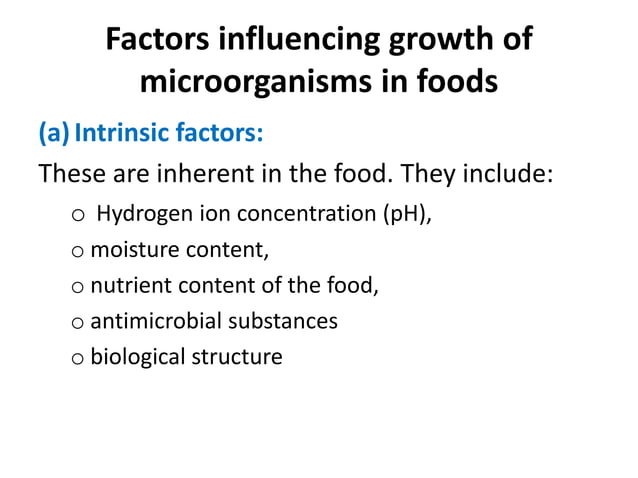 Factors influencing growth of
microorganisms in foods
(a) Intrinsic factors:
These are inherent in the food. They include:
o Hydrogen ion concentration (pH),
o moisture content,
o nutrient content of the food,
o antimicrobial substances
o biological structure